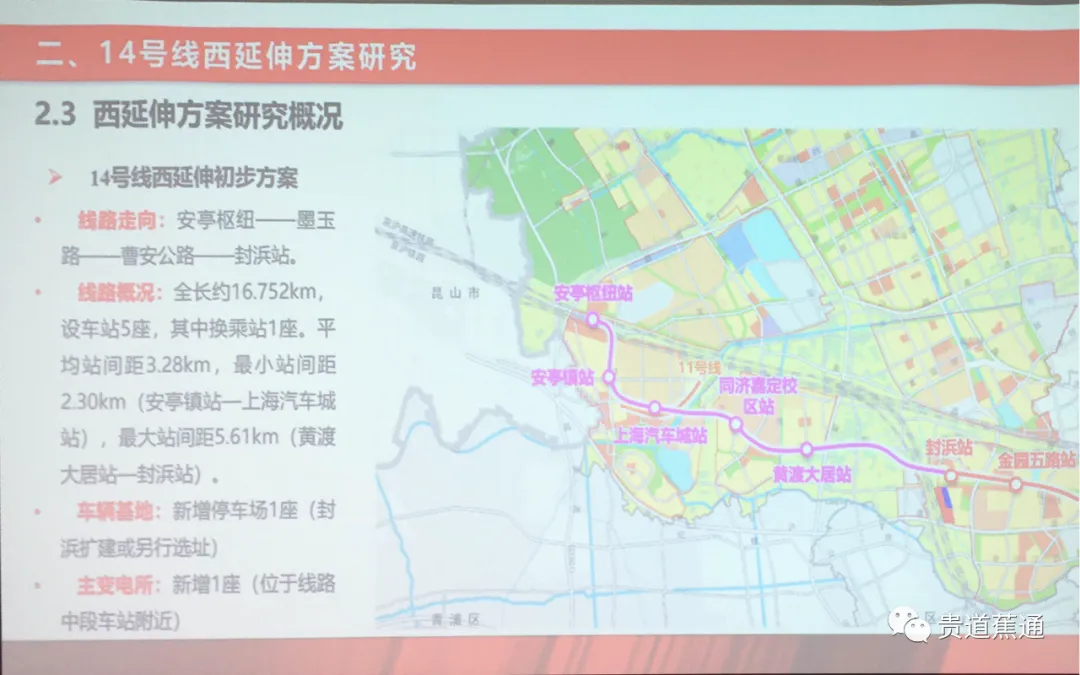 二、14号线西延伸方案研究
2.3 西延伸方案研究概况
14号线西延伸初步方案
线路走向：安亭枢纽——墨玉
路——曹安公路——封浜站。
线路概况：全长约16.752km，
设车站5座，其中换乘站1座。平
均站间距3.28km，最小站间距
2.30km（安亭镇站—上海汽车城
站），最大站间距5.61km（黄渡
大居站—封浜站）。
车辆基地：新增停车场1座（封
浜扩建或另行选址）
主变电所：新增1座（位于线路
中段车站附近）
昆山市
安亭枢纽站
安亭镇站
11号线
同济嘉定校
区站
上海汽车城站
黄渡大居站
封浜站
金园五路站
青浦区
区
贵道蕉通